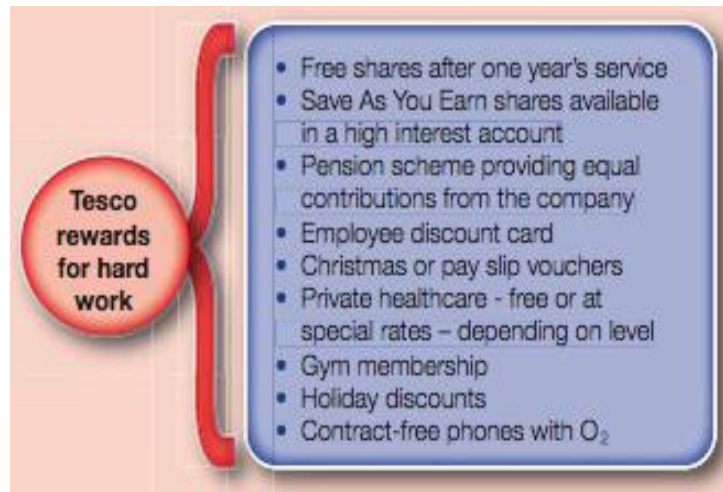 Tesco
rewards
for hard
work
• Free shares after one year's service
• Save As You Earn shares available
in a high interest account
• Pension scheme providing equal
contributions from the company
• Employee discount card
• Christmas or pay slip vouchers
• Private healthcare - free or at
special rates – depending on level
• Gym membership
• Holiday discounts
• Contract-free phones with O₂